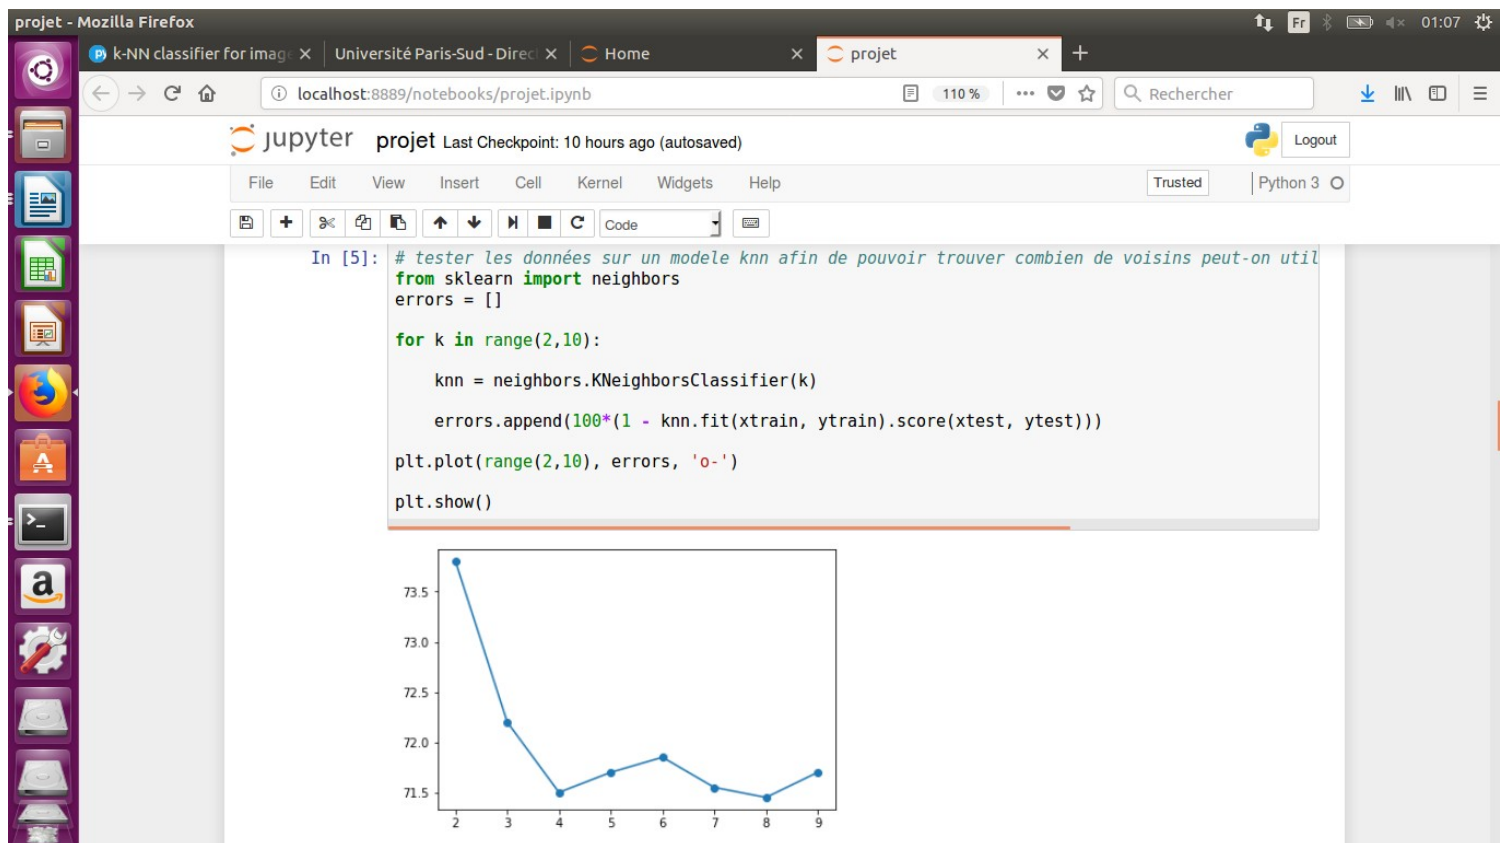 projet - Mozilla Firefox
Fr
01:07
k-NN classifier for imag
Université Paris-Sud - Direc
Home
projet
localhost:8889/notebooks/projet.ipynb
110 %
Rechercher
jupyter
projet Last Checkpoint: 10 hours ago (autosaved)
Logout
File Edit View Insert Cell Kernel Widgets Help
Trusted
Python 3
Code
In [5]:
# tester les données sur un modele knn afin de pouvoir trouver combien de voisins peut-on util
from sklearn import neighbors
errors = []
for k in range(2,10):
knn = neighbors.KNeighborsClassifier(k)
errors.append(100*(1 - knn.fit(xtrain, ytrain).score(xtest, ytest)))
plt.plot(range(2,10), errors, 'o-')
plt.show()
73.5
73.0
72.5
72.0
71.5
2 3 4 5 6 7 8 9